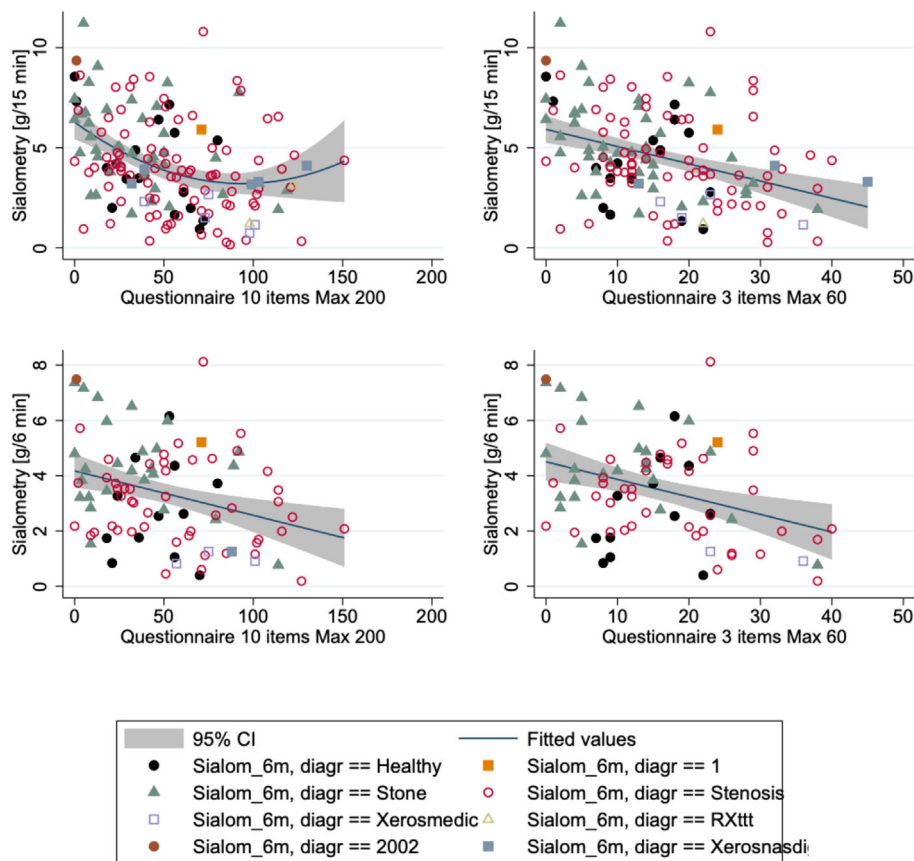 Sialometry [g/15 min]
10
5
0
0 50 100 150 200
Questionnaire 10 items Max 200
Sialometry [g/15 min]
10
5
0
0 10 20 30 40 50
Questionnaire 3 items Max 60
Sialometry [g/6 min]
8
6
4
2
0
0 50 100 150 200
Questionnaire 10 items Max 200
Sialometry [g/6 min]
8
6
4
2
0
0 10 20 30 40 50
Questionnaire 3 items Max 60
95% CI Fitted values
Sialom_6m, diagr == Healthy Sialom_6m, diagr == 1
Sialom_6m, diagr == Stone Sialom_6m, diagr == Stenosis
Sialom_6m, diagr == Xerosmedic Sialom_6m, diagr == RXttt
Sialom_6m, diagr == 2002 Sialom_6m, diagr == Xerosnasdi